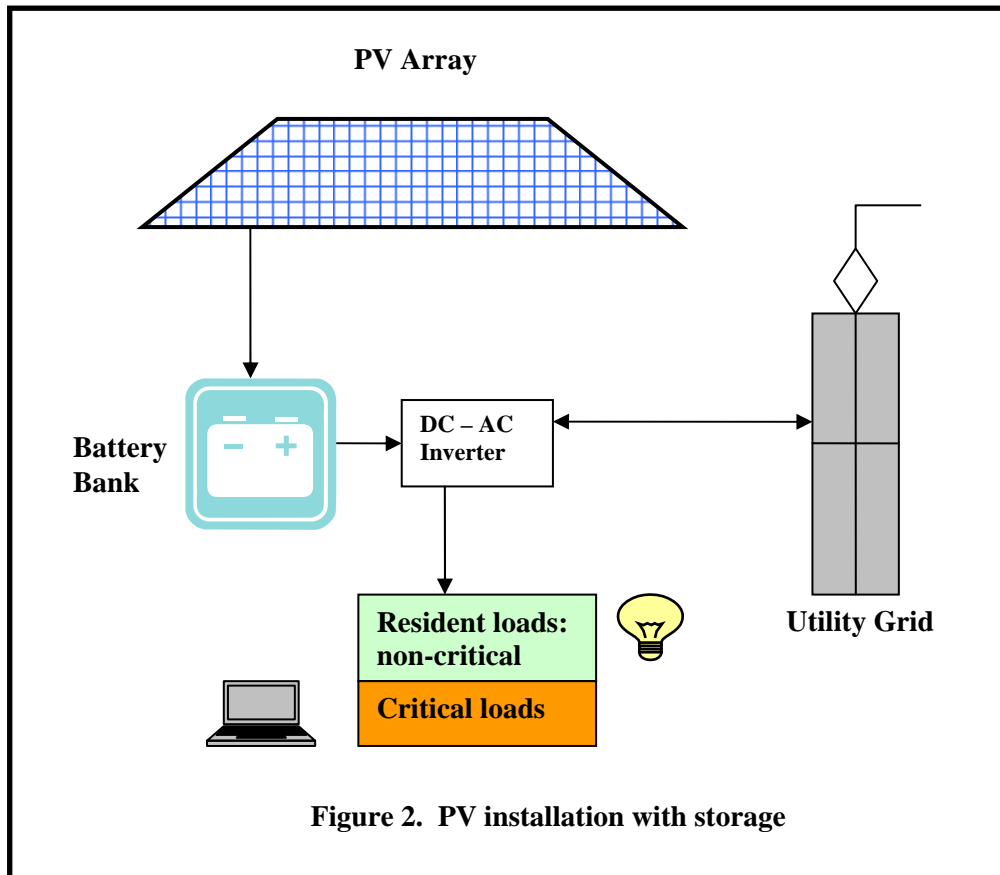 PV Array
Battery
Bank
DC – AC
Inverter
Resident loads:
non-critical
Critical loads
Utility Grid
Figure 2. PV installation with storage